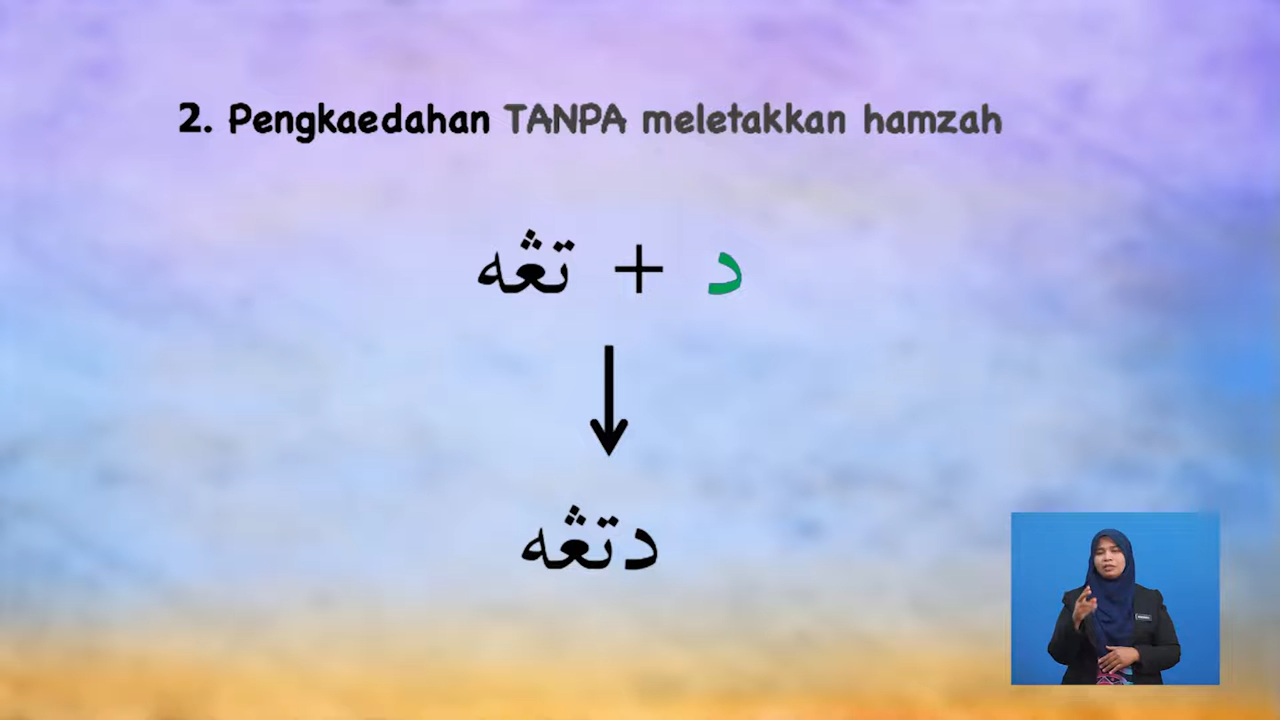 2. Pengkaedahan TANPA meletakkan hamzah
د + تڠه
دتڠه